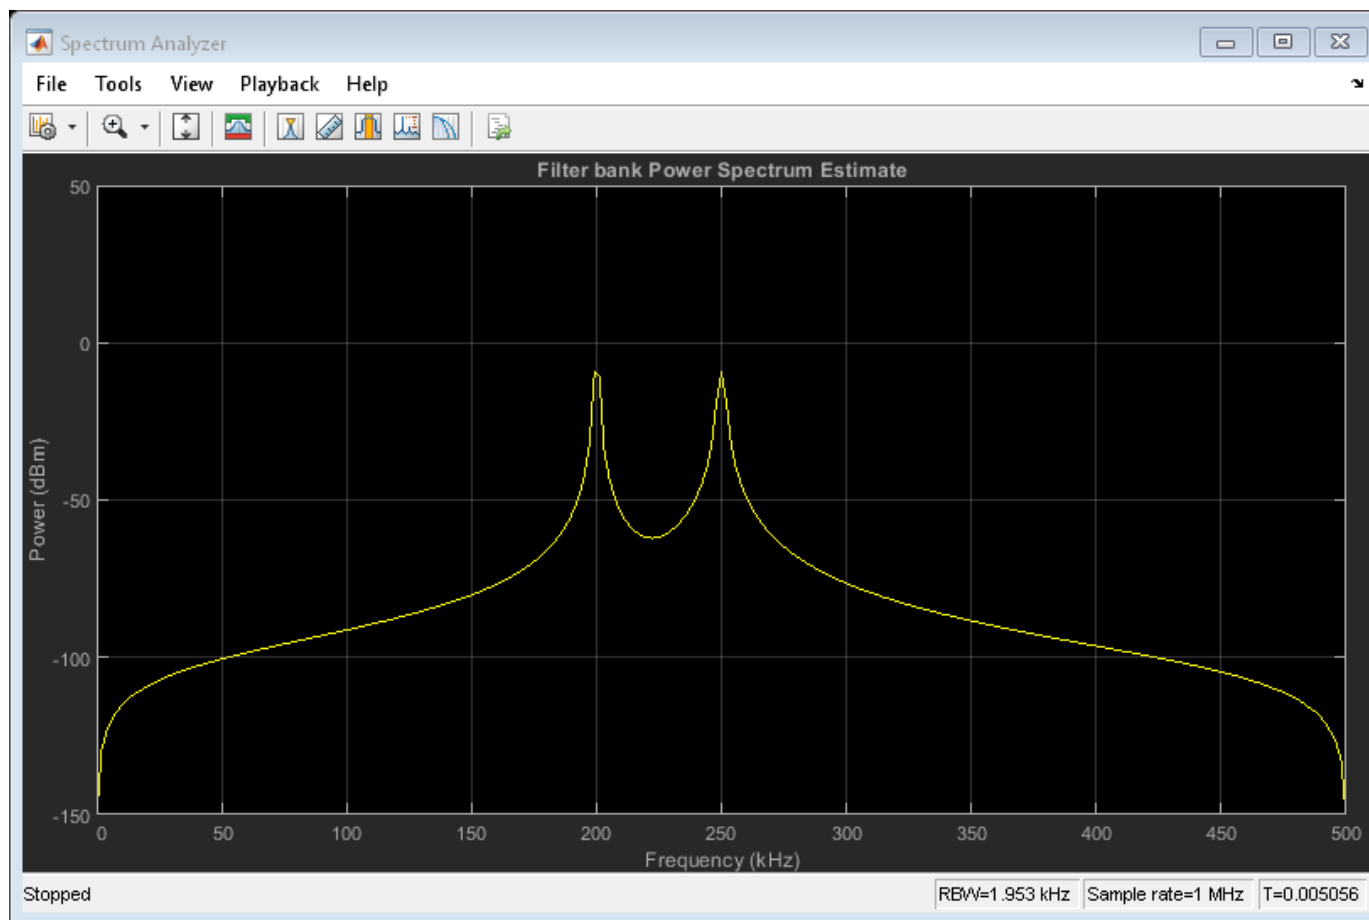 Spectrum Analyzer
File Tools View Playback Help
Filter bank Power Spectrum Estimate
50
0
-50
-100
-150
Power (dBm)
0 50 100 150 200 250 300 350 400 450 500
Frequency (kHz)
Stopped RBW=1.953 kHz Sample rate=1 MHz T=0.005056